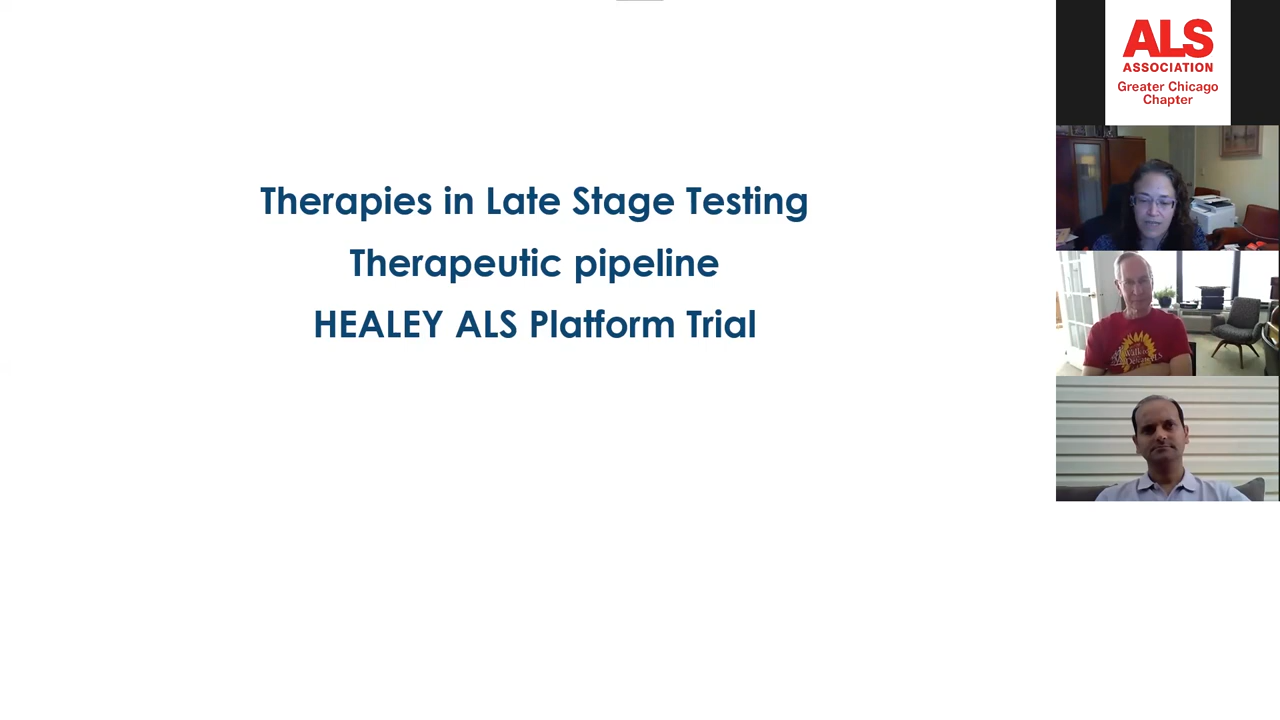 Therapies in Late Stage Testing
Therapeutic pipeline
HEALEY ALS Platform Trial
ALS
ASSOCIATION
Greater Chicago
Chapter